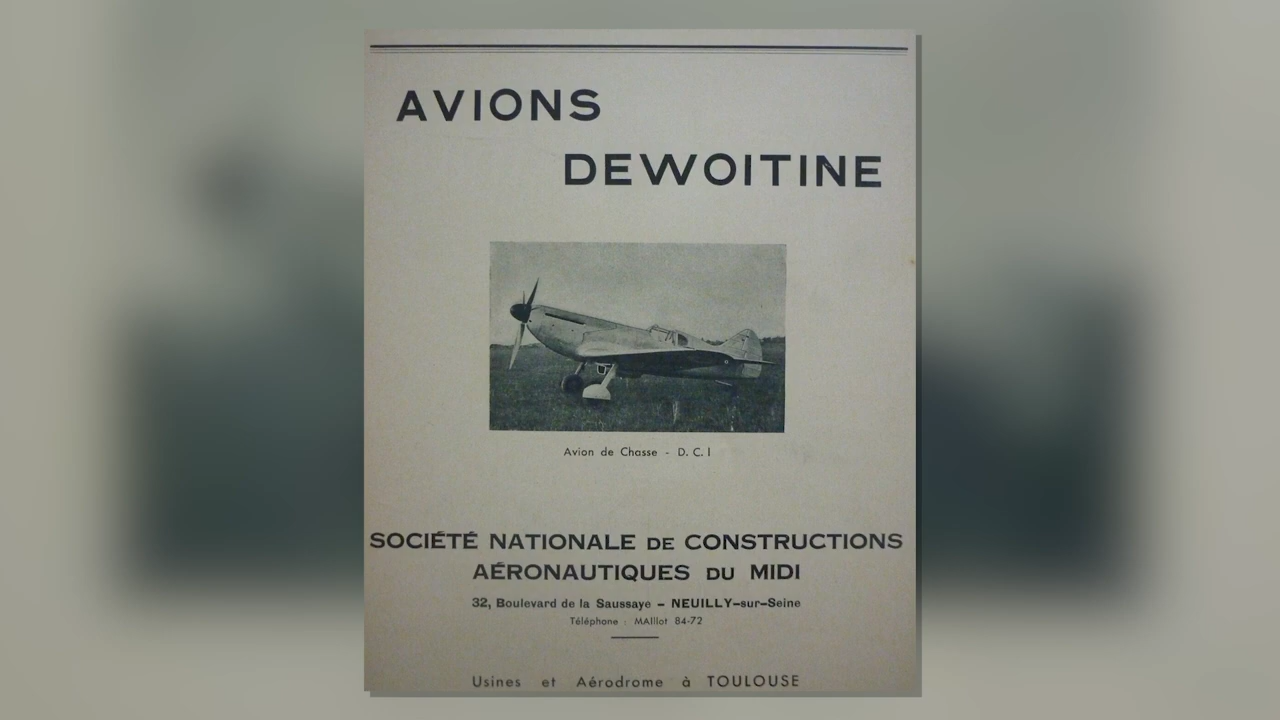 AVIONS
DEWOITINE
Avion de Chasse - D. C. I
SOCIÉTÉ NATIONALE DE CONSTRUCTIONS
AÉRONAUTIQUES DU MIDI
32, Boulevard de la Saussaye – NEUILLY–sur–Seine
Téléphone : MAIllot 84-72
Usines et Aérodrome à TOULOUSE